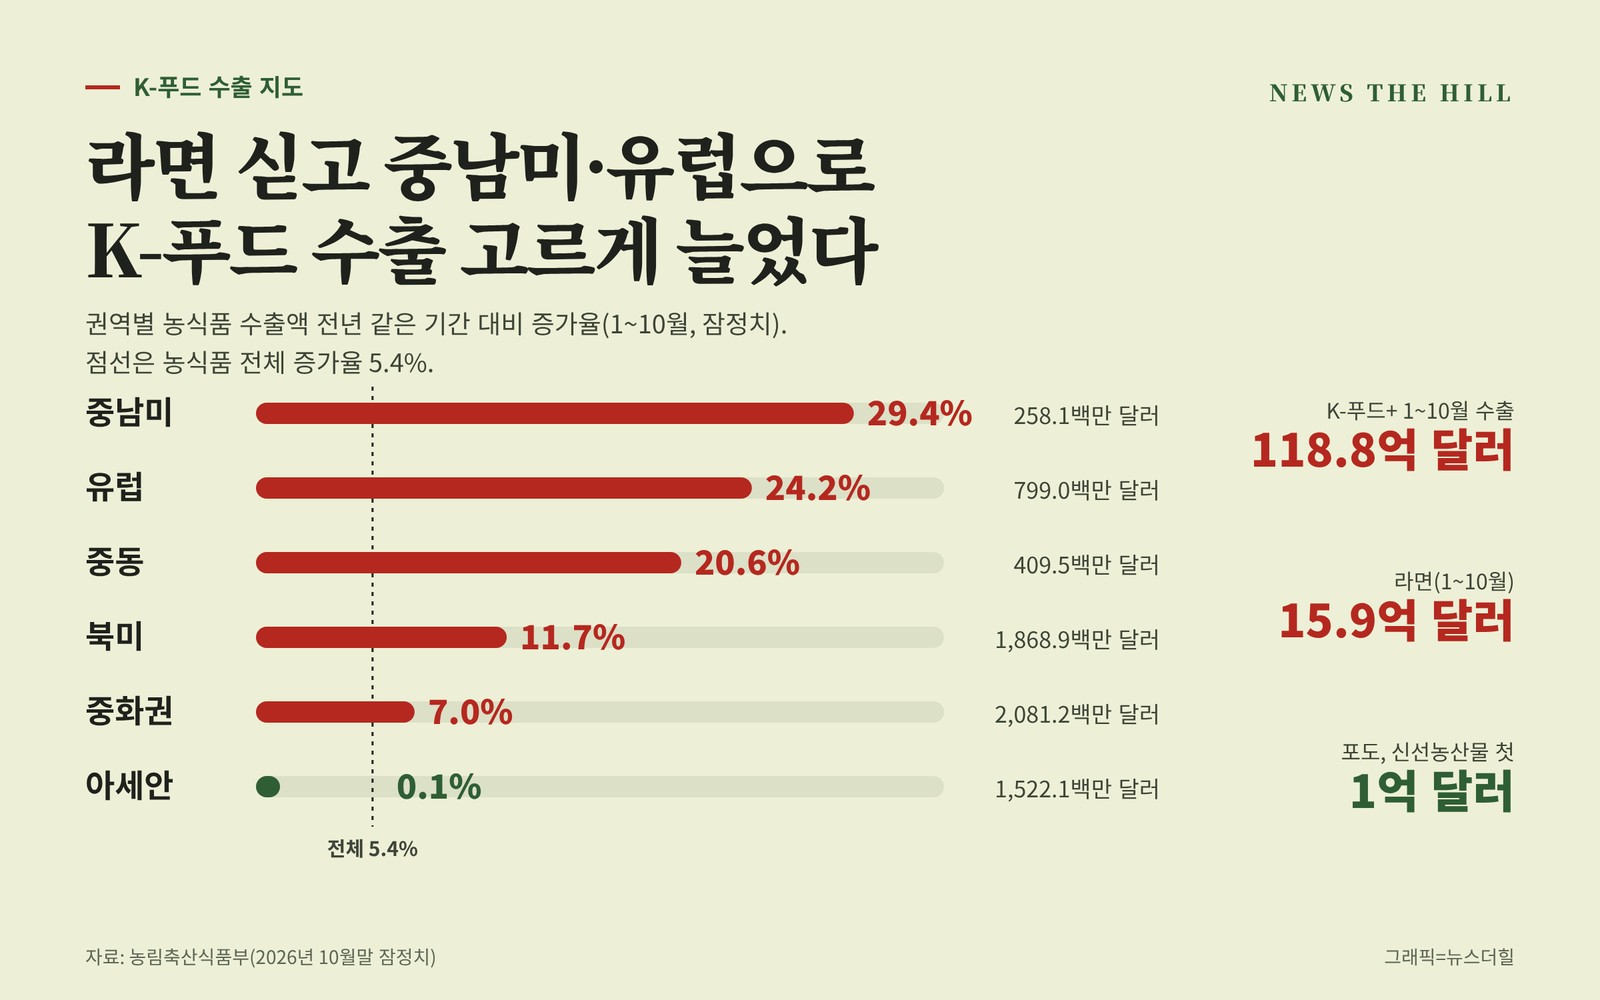 K-푸드 수출 지도
NEWS THE HILL
라면 싣고 중남미·유럽으로
K-푸드 수출 고르게 늘었다
권역별 농식품 수출액 전년 같은 기간 대비 증가율(1~10월, 잠정치).
점선은 농식품 전체 증가율 5.4%.
중남미 29.4% 258.1백만 달러
유럽 24.2% 799.0백만 달러
중동 20.6% 409.5백만 달러
북미 11.7% 1,868.9백만 달러
중화권 7.0% 2,081.2백만 달러
아세안 0.1% 1,522.1백만 달러
전체 5.4%
K-푸드+ 1~10월 수출
118.8억 달러
라면(1~10월)
15.9억 달러
포도, 신선농산물 첫
1억 달러
자료: 농림축산식품부(2026년 10월말 잠정치)
그래픽=뉴스더힐